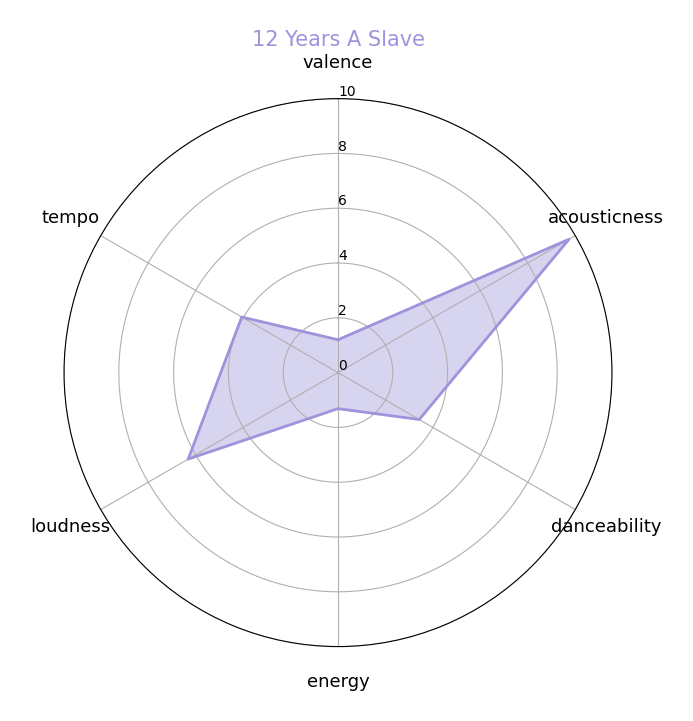 12 Years A Slave
valence
10
8
6
4
2
0
tempo
acousticness
loudness
danceability
energy